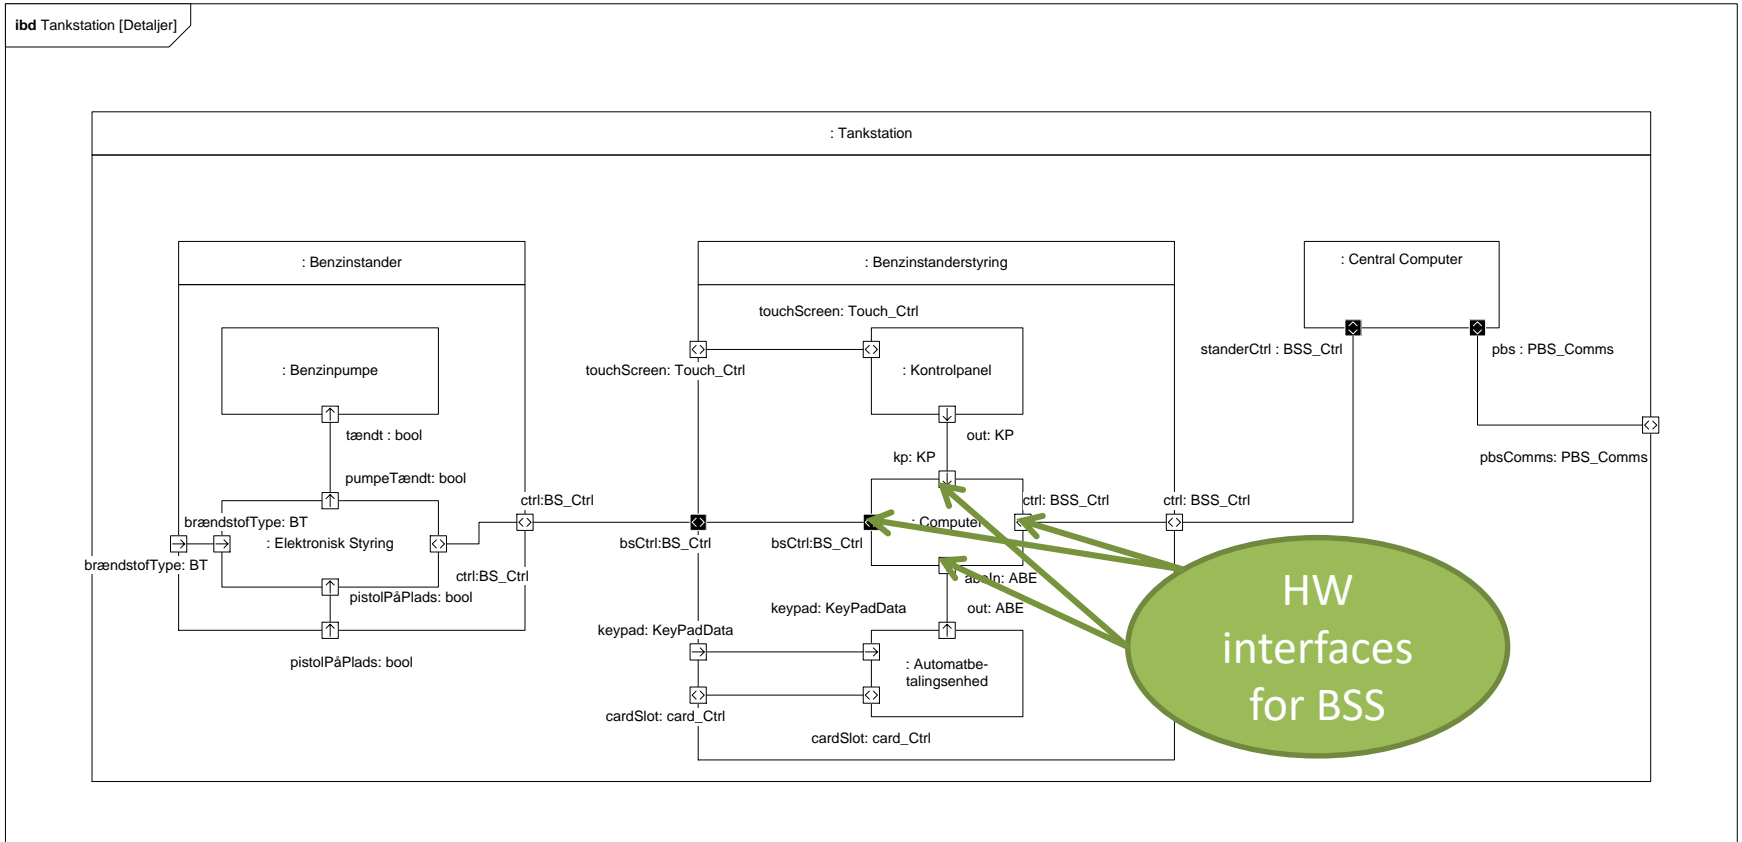 ibd Tankstation [Detaljer]
: Tankstation
: Benzinstander
: Benzinstanderstyring
: Central Computer
touchScreen: Touch_Ctrl
standerCtrl : BSS_Ctrl
pbs : PBS_Comms
: Benzinpumpe
touchScreen: Touch_Ctrl
: Kontrolpanel
tændt : bool
out: KP
kp: KP
pbsComms: PBS_Comms
pumpeTændt: bool
ctrl:BS_Ctrl
ctrl: BSS_Ctrl
ctrl: BSS_Ctrl
brændstofType: BT
: Elektronisk Styring
: Computer
bsCtrl:BS_Ctrl
bsCtrl:BS_Ctrl
brændstofType: BT
ctrl:BS_Ctrl
abeIn: ABE
pistolPåPlads: bool
keypad: KeyPadData
out: ABE
keypad: KeyPadData
pistolPåPlads: bool
: Automatbe-
talingsenhed
cardSlot: card_Ctrl
cardSlot: card_Ctrl
HW
interfaces
for BSS